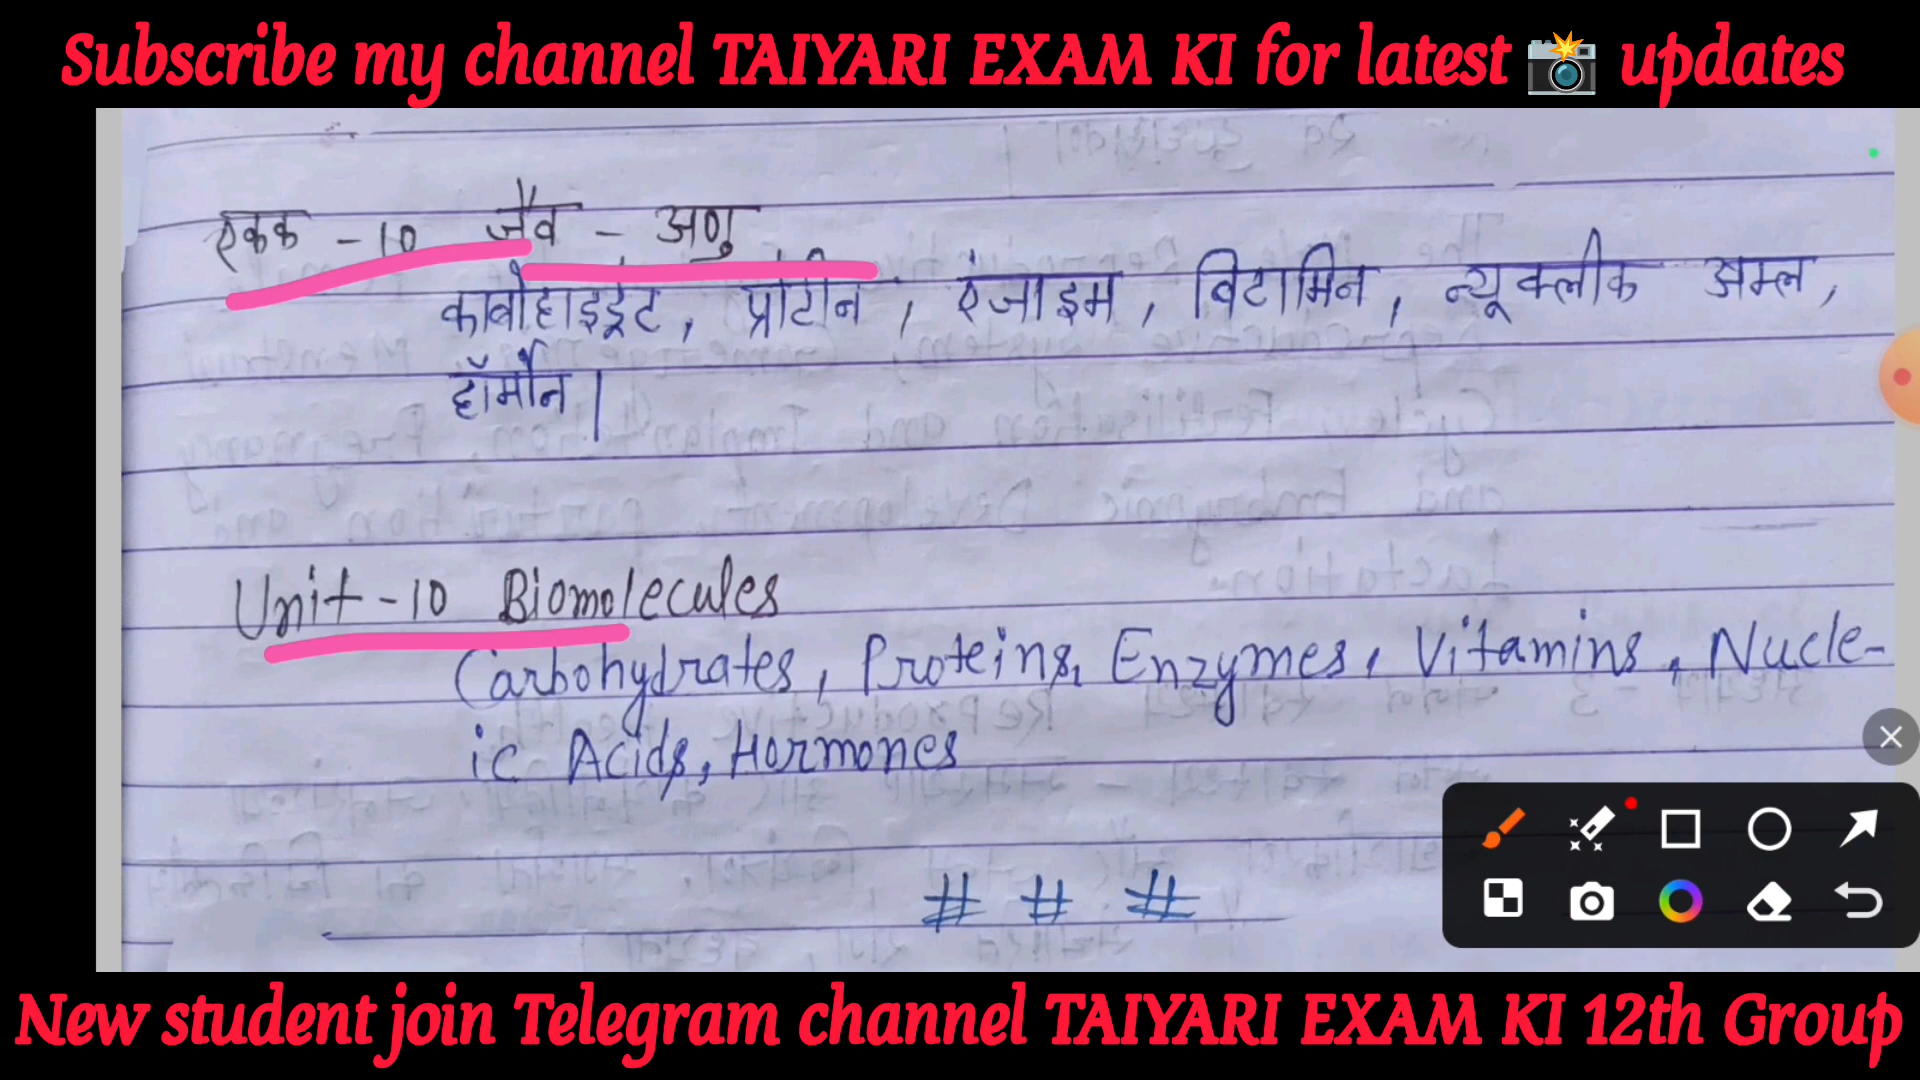 Subscribe my channel TAIYARI EXAM KI for latest 📸 updates
एकक - 10 जैव - अणु
कार्बोहाइड्रेट, प्रोटीन, एंजाइम, विटामिन, न्यूक्लीक अम्ल,
हॉर्मोन |
Unit - 10 Biomolecules
Carbohydrates, Proteins, Enzymes, Vitamins, Nucle-
ic Acids, Hormones
# # #
New student join Telegram channel TAIYARI EXAM KI 12th Group